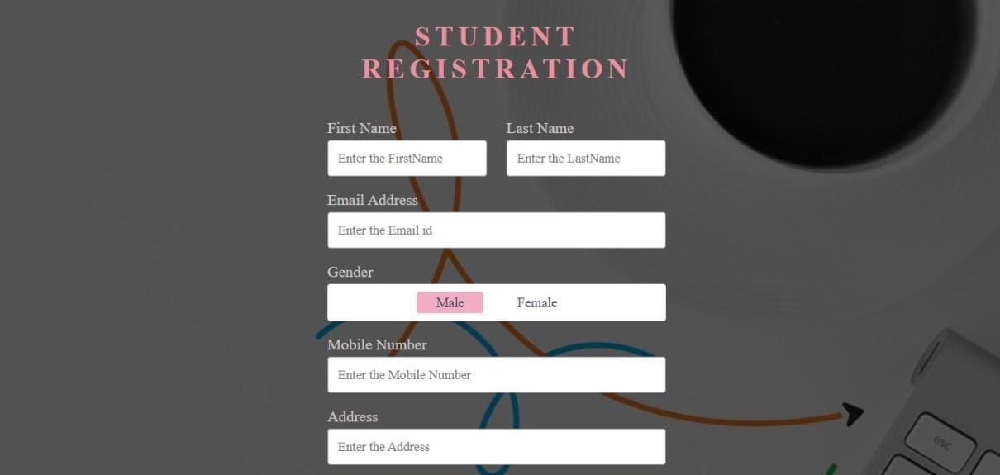 STUDENT
REGISTRATION
First Name Last Name
Enter the FirstName Enter the LastName
Email Address
Enter the Email id
Gender
Male Female
Mobile Number
Enter the Mobile Number
Address
Enter the Address
esc